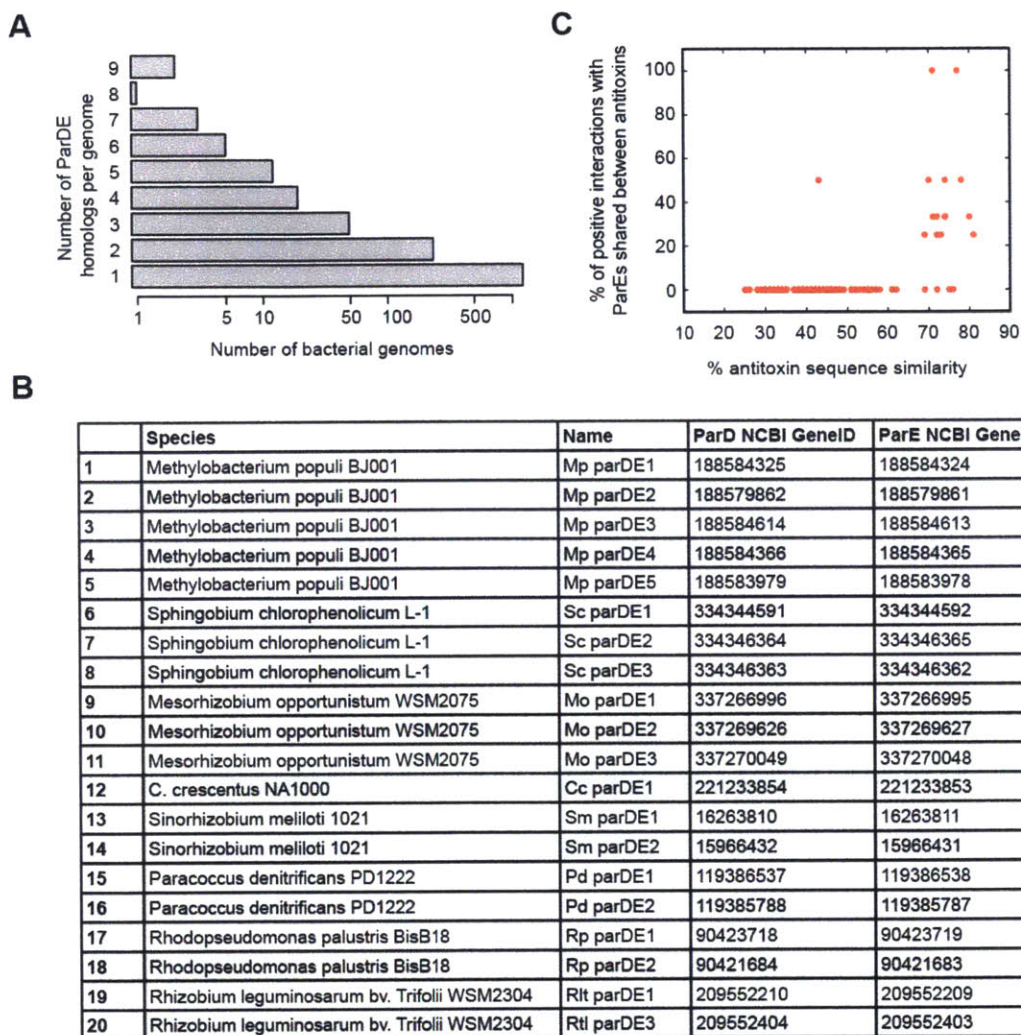 A
Number of ParDE
homologs per genome
9
8
7
6
5
4
3
2
1
1 5 10 50 100 500
Number of bacterial genomes
C
% of positive interactions with
ParEs shared between antitoxins
100
80
60
40
20
0
10 20 30 40 50 60 70 80 90
% antitoxin sequence similarity
B
Species Name ParD NCBI GeneID ParE NCBI Gene
1 Methylobacterium populi BJ001 Mp parDE1 188584325 188584324
2 Methylobacterium populi BJ001 Mp parDE2 188579862 188579861
3 Methylobacterium populi BJ001 Mp parDE3 188584614 188584613
4 Methylobacterium populi BJ001 Mp parDE4 188584366 188584365
5 Methylobacterium populi BJ001 Mp parDE5 188583979 188583978
6 Sphingobium chlorophenolicum L-1 Sc parDE1 334344591 334344592
7 Sphingobium chlorophenolicum L-1 Sc parDE2 334346364 334346365
8 Sphingobium chlorophenolicum L-1 Sc parDE3 334346363 334346362
9 Mesorhizobium opportunistum WSM2075 Mo parDE1 337266996 337266995
10 Mesorhizobium opportunistum WSM2075 Mo parDE2 337269626 337269627
11 Mesorhizobium opportunistum WSM2075 Mo parDE3 337270049 337270048
12 C. crescentus NA1000 Cc parDE1 221233854 221233853
13 Sinorhizobium meliloti 1021 Sm parDE1 16263810 16263811
14 Sinorhizobium meliloti 1021 Sm parDE2 15966432 15966431
15 Paracoccus denitrificans PD1222 Pd parDE1 119386537 119386538
16 Paracoccus denitrificans PD1222 Pd parDE2 119385788 119385787
17 Rhodopseudomonas palustris BisB18 Rp parDE1 90423718 90423719
18 Rhodopseudomonas palustris BisB18 Rp parDE2 90421684 90421683
19 Rhizobium leguminosarum bv. Trifolii WSM2304 Rlt parDE1 209552210 209552209
20 Rhizobium leguminosarum bv. Trifolii WSM2304 Rtl parDE3 209552404 209552403